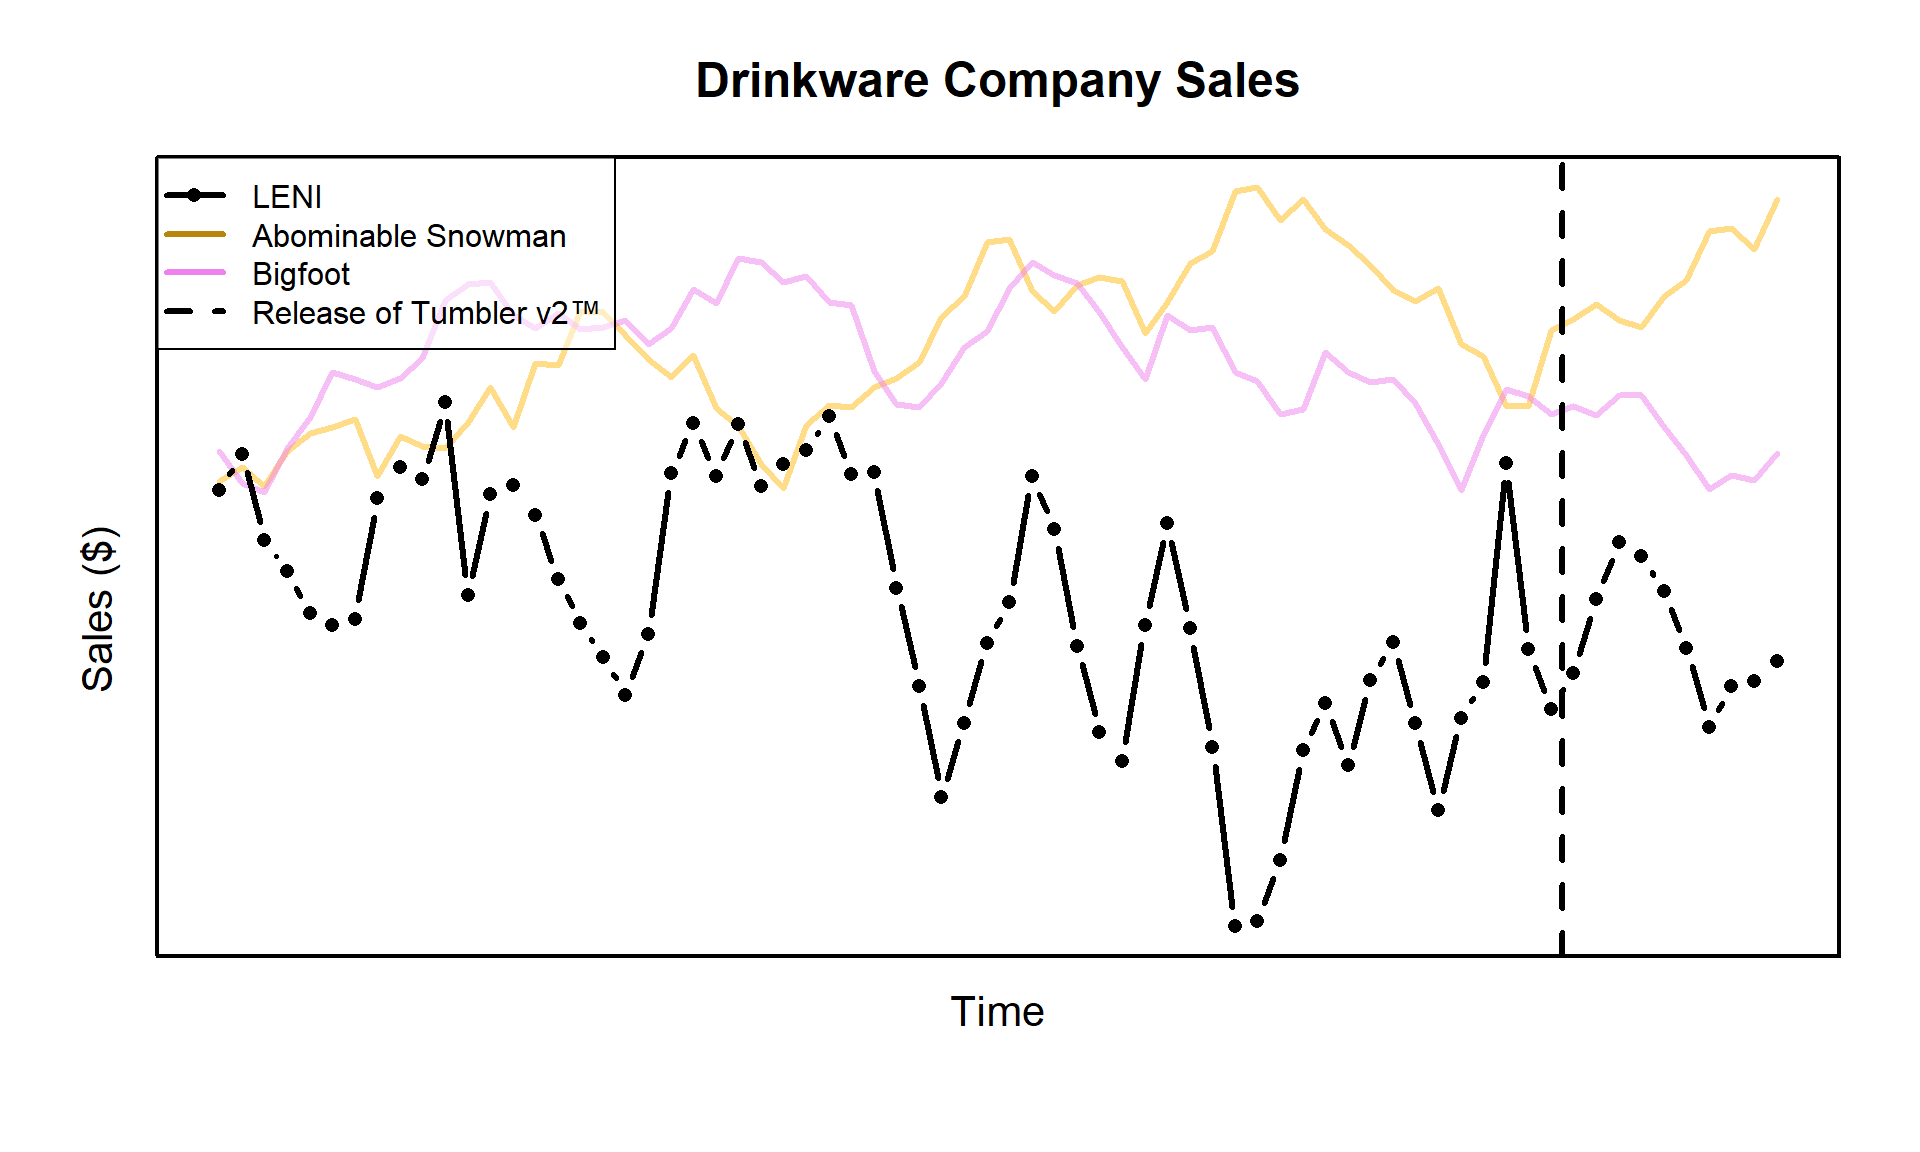 Drinkware Company Sales
LENI
Abominable Snowman
Bigfoot
Release of Tumbler v2™
Sales ($)
Time